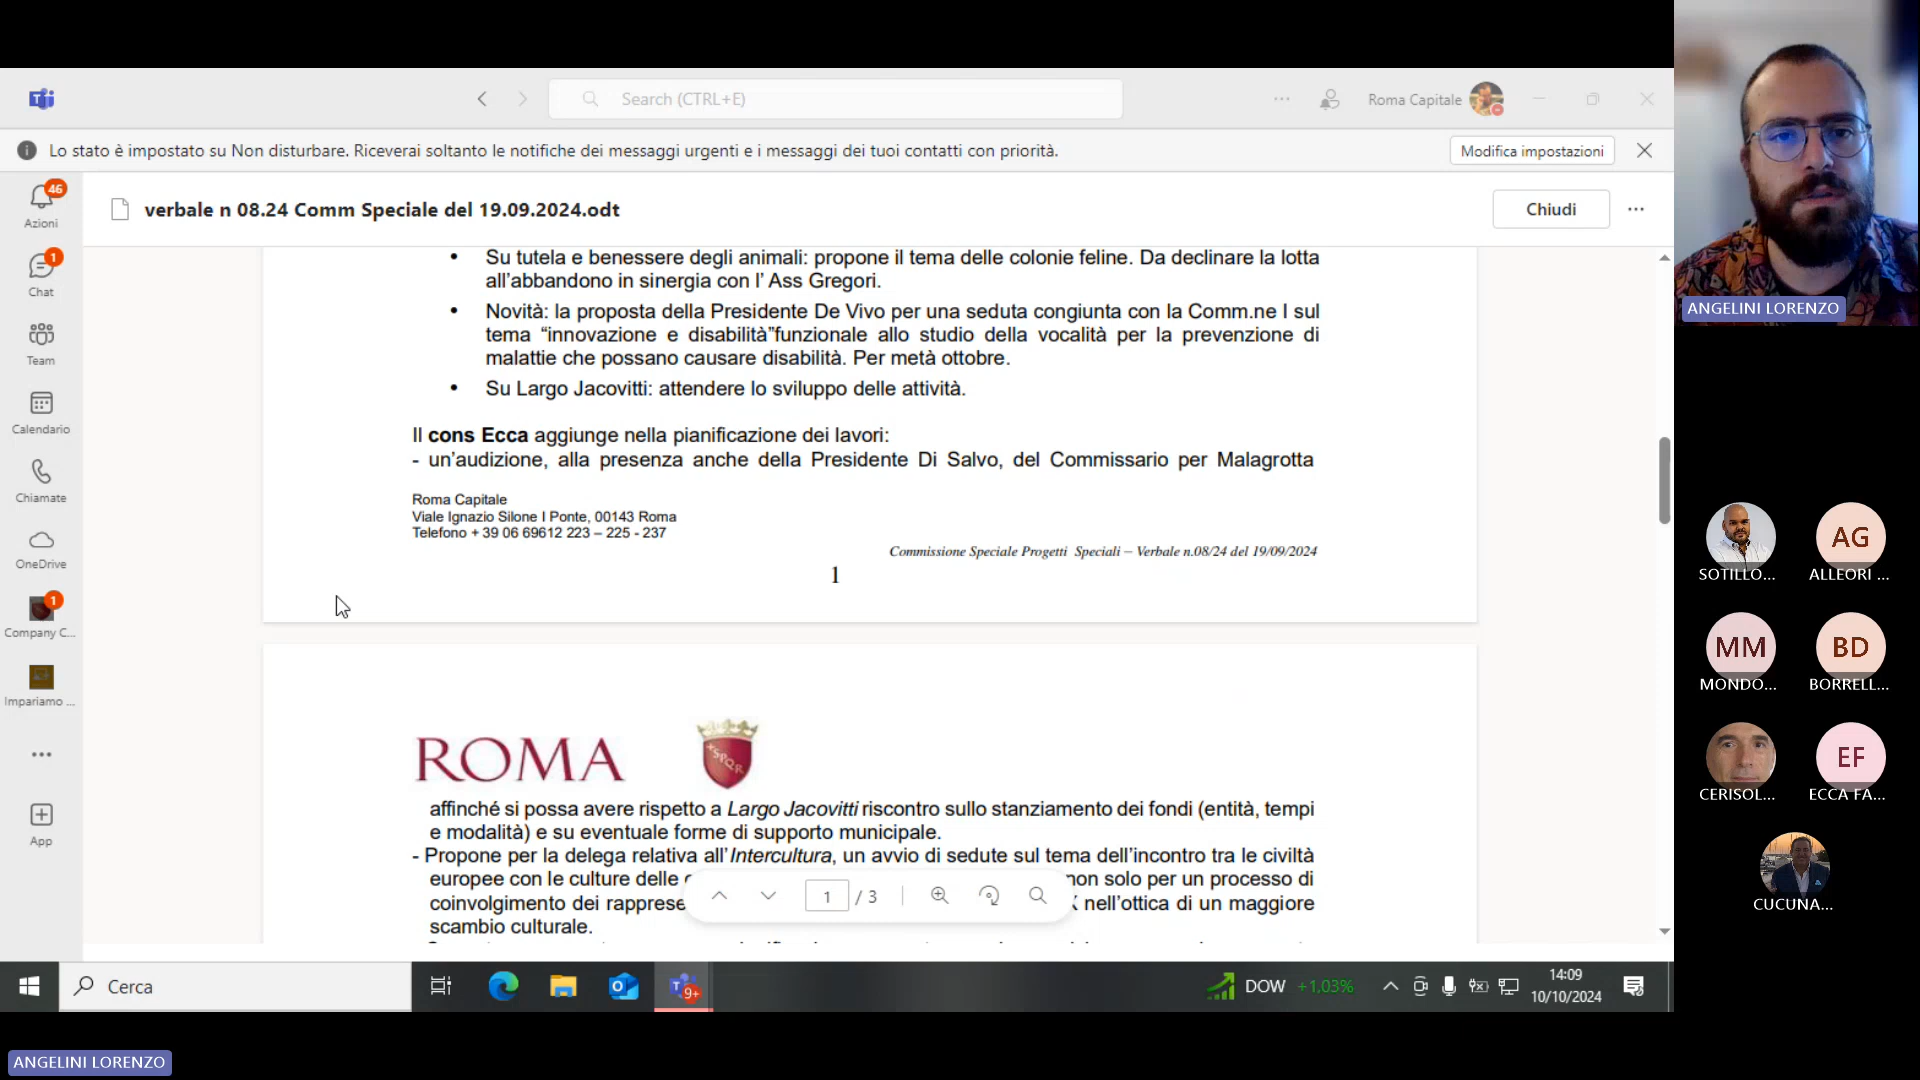 Search (CTRL+E)
Roma Capitale
Lo stato è impostato su Non disturbare. Riceverai soltanto le notifiche dei messaggi urgenti e i messaggi dei tuoi contatti con priorità.
Modifica impostazioni
46
Azioni
1
Chat
Team
Calendario
Chiamate
OneDrive
1
Company C...
Impariamo ...
App
verbale n 08.24 Comm Speciale del 19.09.2024.odt
Chiudi
• Su tutela e benessere degli animali: propone il tema delle colonie feline. Da declinare la lotta
all'abbandono in sinergia con l' Ass Gregori.
• Novità: la proposta della Presidente De Vivo per una seduta congiunta con la Comm.ne I sul
tema “innovazione e disabilità”funzionale allo studio della vocalità per la prevenzione di
malattie che possano causare disabilità. Per metà ottobre.
• Su Largo Jacovitti: attendere lo sviluppo delle attività.
Il cons Ecca aggiunge nella pianificazione dei lavori:
- un'audizione, alla presenza anche della Presidente Di Salvo, del Commissario per Malagrotta
Roma Capitale
Viale Ignazio Silone I Ponte, 00143 Roma
Telefono + 39 06 69612 223 – 225 - 237
Commissione Speciale Progetti Speciali – Verbale n.08/24 del 19/09/2024
1
ROMA
SPQR
affinché si possa avere rispetto a Largo Jacovitti riscontro sullo stanziamento dei fondi (entità, tempi
e modalità) e su eventuale forme di supporto municipale.
- Propone per la delega relativa all'Intercultura, un avvio di sedute sul tema dell'incontro tra le civiltà
europee con le culture delle non solo per un processo di
coinvolgimento dei rapprese nell'ottica di un maggiore
scambio culturale.
1 / 3
Cerca
9+
DOW +1,03%
14:09
10/10/2024
ANGELINI LORENZO
SOTILLO...
AG
ALLEORI ...
MM
MONDO...
BD
BORRELL...
CERISOL...
EF
ECCA FA...
CUCUNA...
ANGELINI LORENZO